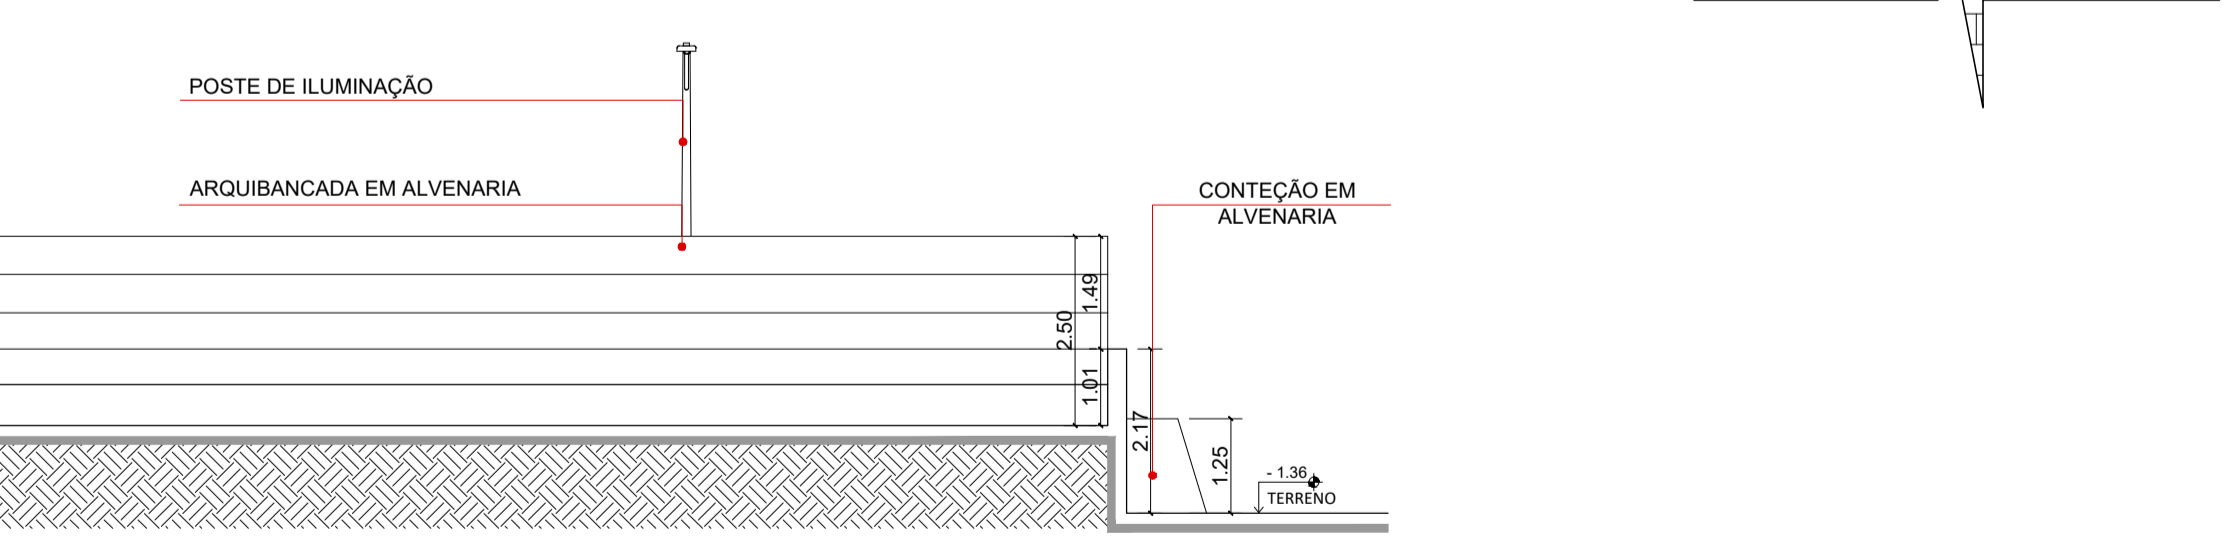 POSTE DE ILUMINAÇÃO
ARQUIBANCADA EM ALVENARIA
CONTEÇÃO EM
ALVENARIA
1.49
2.50
1.01
2.17
1.25
- 1.36
TERRENO